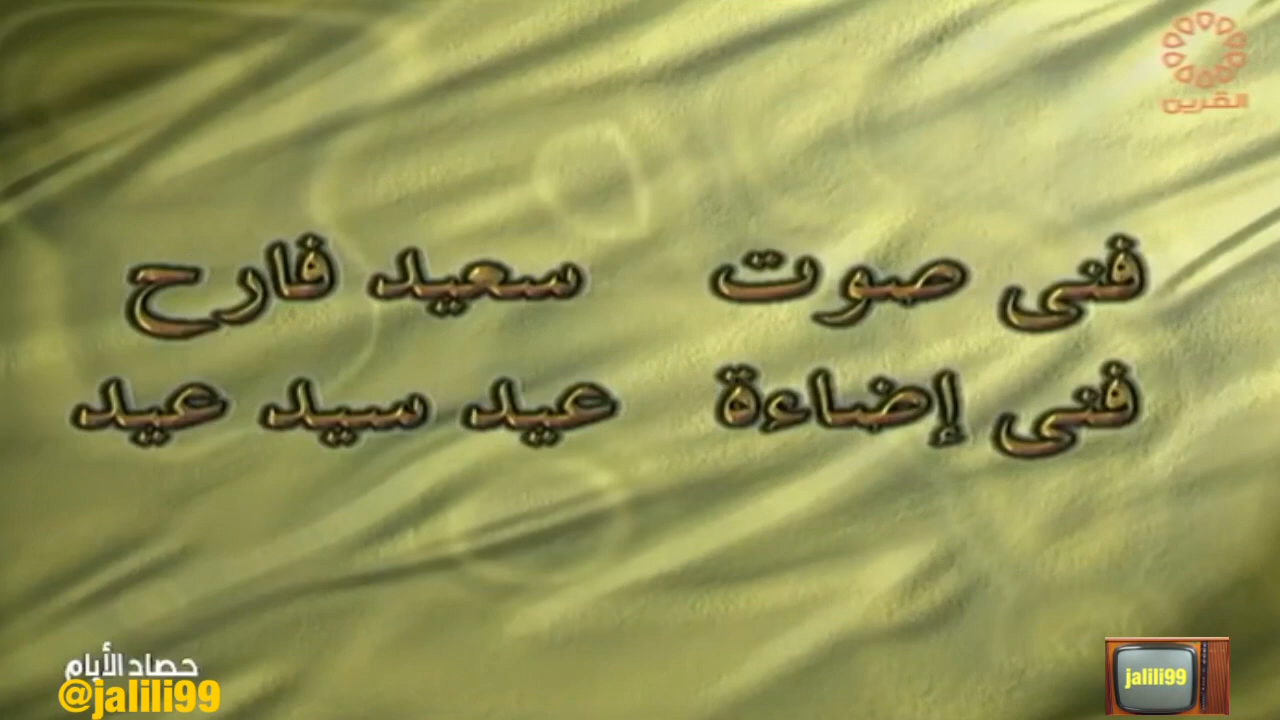 القرين
فنى صوت سعيد فارح
فنى إضاءة عيد سيد عيد
حصاد الأيام
@jalili99
jalili99